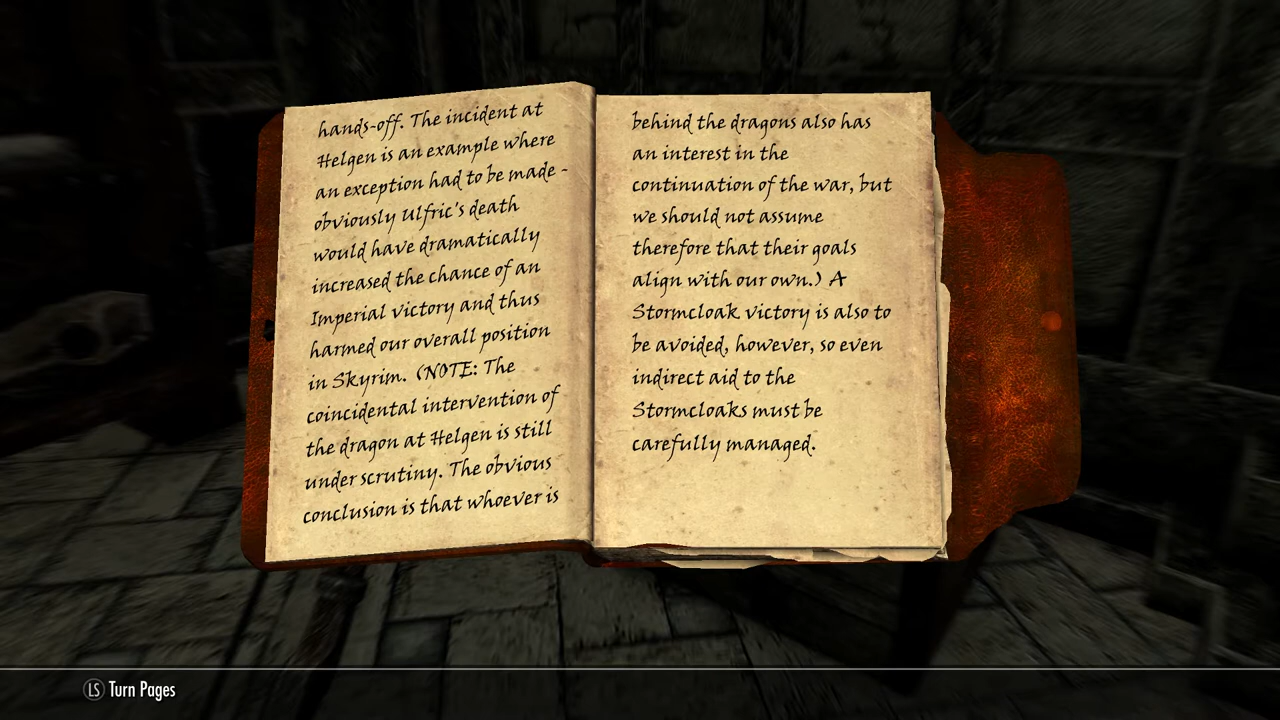 hands-off. The incident at
Helgen is an example where
an exception had to be made -
obviously Ulfric's death
would have dramatically
increased the chance of an
Imperial victory and thus
harmed our overall position
in Skyrim. (NOTE: The
coincidental intervention of
the dragon at Helgen is still
under scrutiny. The obvious
conclusion is that whoever is
behind the dragons also has
an interest in the
continuation of the war, but
we should not assume
therefore that their goals
align with our own.) A
Stormcloak victory is also to
be avoided, however, so even
indirect aid to the
Stormcloaks must be
carefully managed.
LS Turn Pages